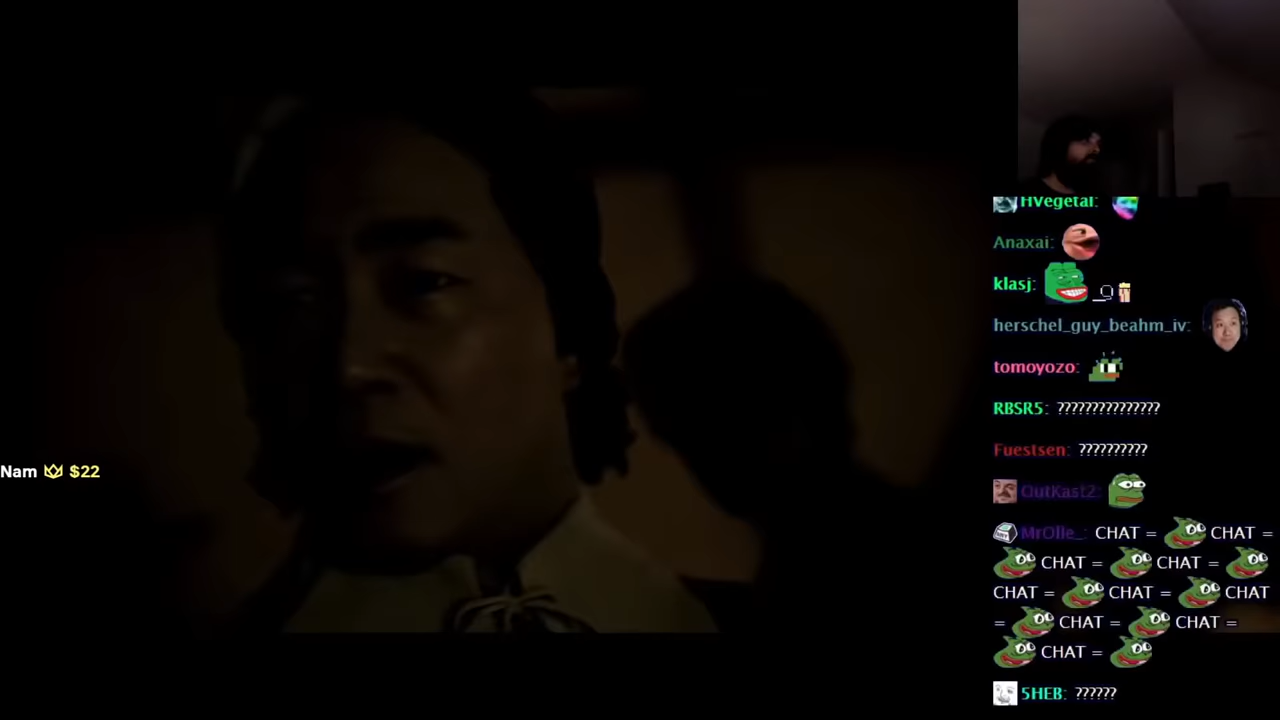 HVegetal:
Anaxai:
klasj:
herschel_guy_beahm_iv:
tomoyozo:
RBSR5: ???????????????
Fuestsen: ??????????
Nam $22
OutKast2:
MrOlle_: CHAT = CHAT =
CHAT = CHAT =
CHAT = CHAT = CHAT
= CHAT = CHAT =
CHAT =
5HEB: ??????